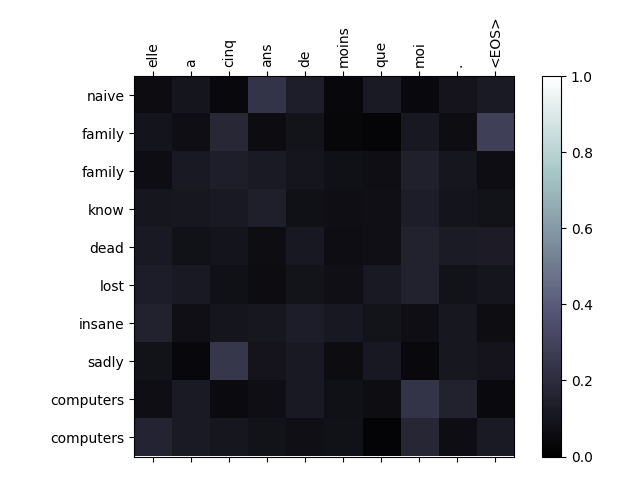 elle a cinq ans de moins que moi . <EOS>
naive
family
family
know
dead
lost
insane
sadly
computers
computers
1.0
0.8
0.6
0.4
0.2
0.0